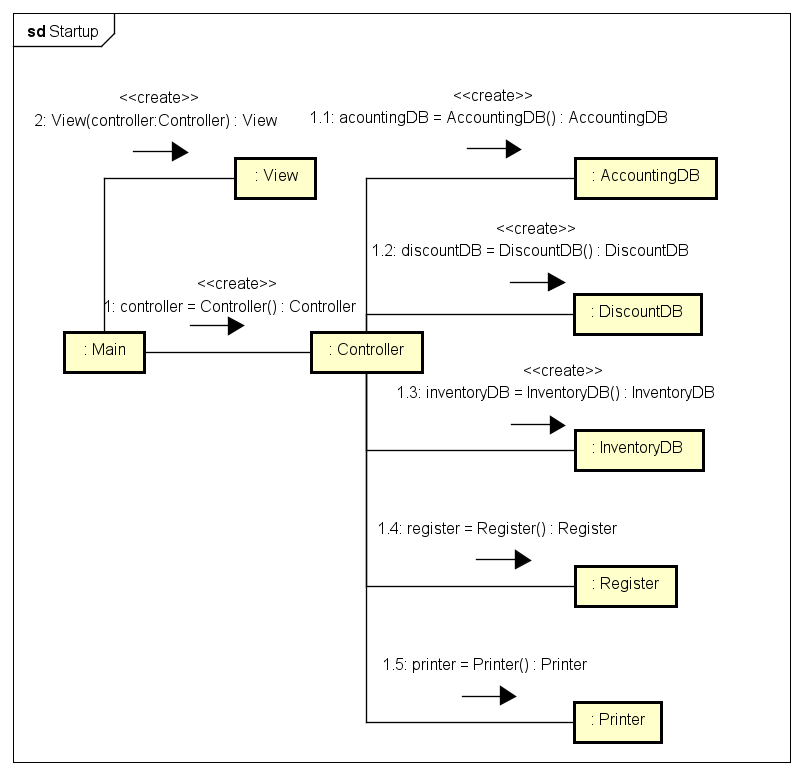 sd Startup
<<create>>
2: View(controller:Controller) : View
: View
<<create>>
1.1: acountingDB = AccountingDB() : AccountingDB
: AccountingDB
<<create>>
1.2: discountDB = DiscountDB() : DiscountDB
: DiscountDB
<<create>>
1: controller = Controller() : Controller
: Main
: Controller
<<create>>
1.3: inventoryDB = InventoryDB() : InventoryDB
: InventoryDB
1.4: register = Register() : Register
: Register
1.5: printer = Printer() : Printer
: Printer